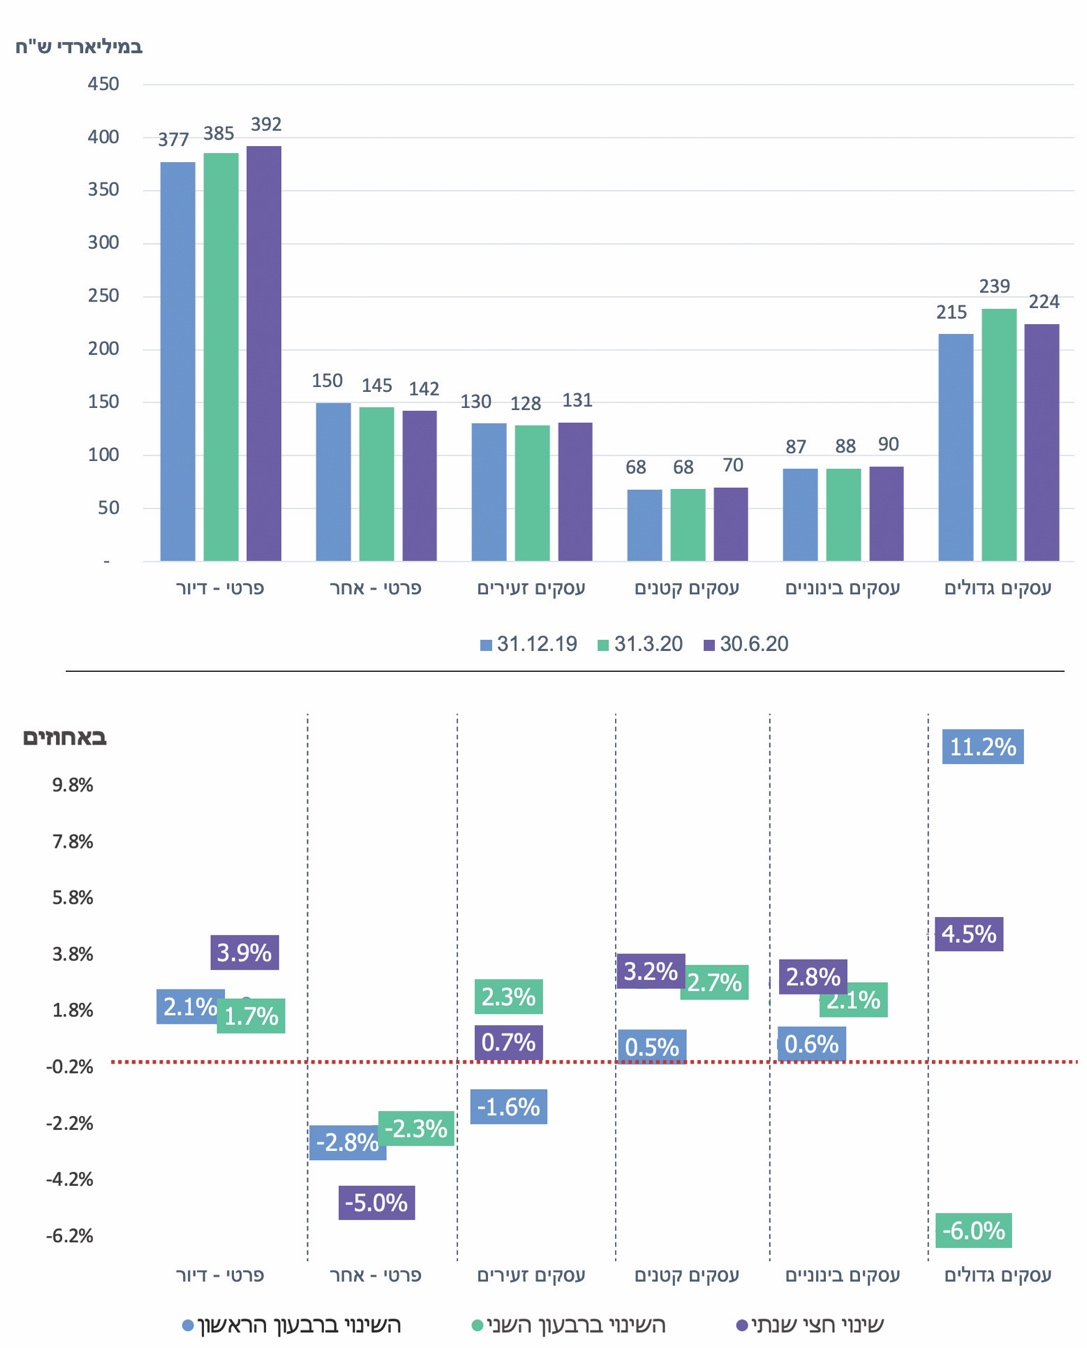 במיליארדי ש"ח
450
400
350
300
250
200
150
100
50
-
377 385 392
150 145 142
130 128 131
68 68 70
87 88 90
215 239 224
פרטי - דיור
פרטי - אחר
עסקים זעירים
עסקים קטנים
עסקים בינוניים
עסקים גדולים
31.12.19 31.3.20 30.6.20
באחוזים
9.8%
7.8%
5.8%
3.8%
1.8%
-0.2%
-2.2%
-4.2%
-6.2%
3.9%
2.1%
1.7%
-2.8%
-2.3%
-5.0%
2.3%
0.7%
-1.6%
3.2%
2.7%
0.5%
2.8%
2.1%
0.6%
11.2%
4.5%
-6.0%
פרטי - דיור
פרטי - אחר
עסקים זעירים
עסקים קטנים
עסקים בינוניים
עסקים גדולים
השינוי ברבעון הראשון
השינוי ברבעון השני
שינוי חצי שנתי